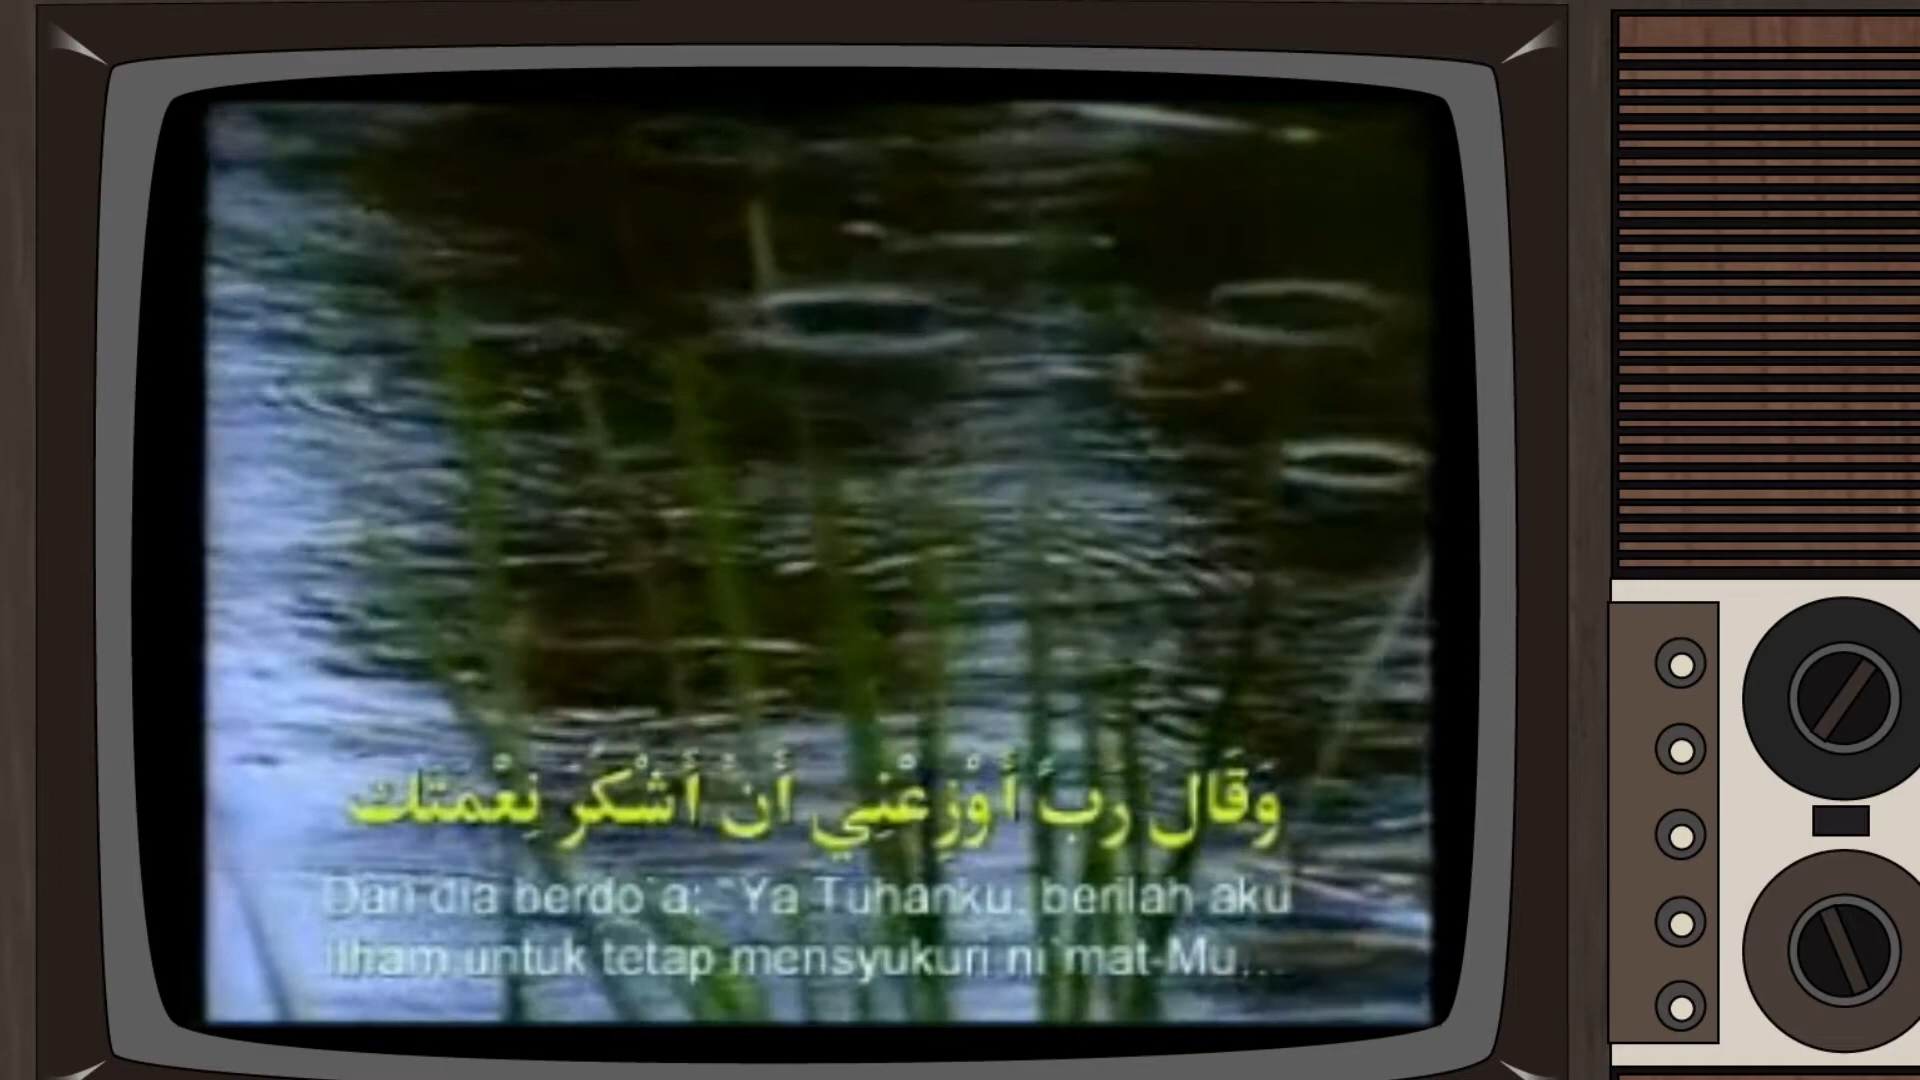 وَقَالَ رَبِّ أَوْزِعْنِي أَنْ أَشْكُرَ نِعْمَتَكَ
Dan dia berdo`a: "Ya Tuhanku, berilah aku
ilham untuk tetap mensyukuri ni`mat-Mu...